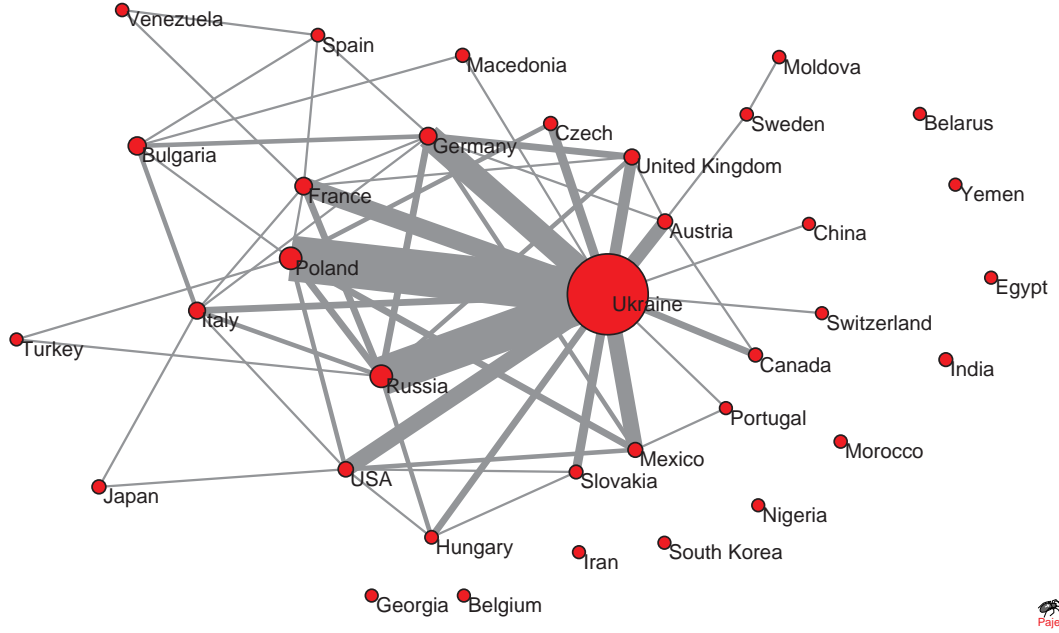 Venezuela
Spain
Macedonia
Moldova
Czech
Sweden
Belarus
Germany
Bulgaria
United Kingdom
France
Yemen
Austria
China
Poland
Egypt
Ukraine
Italy
Switzerland
Turkey
Canada
India
Russia
Portugal
Morocco
Mexico
USA
Slovakia
Japan
Nigeria
Hungary
South Korea
Iran
Georgia
Belgium
Paje